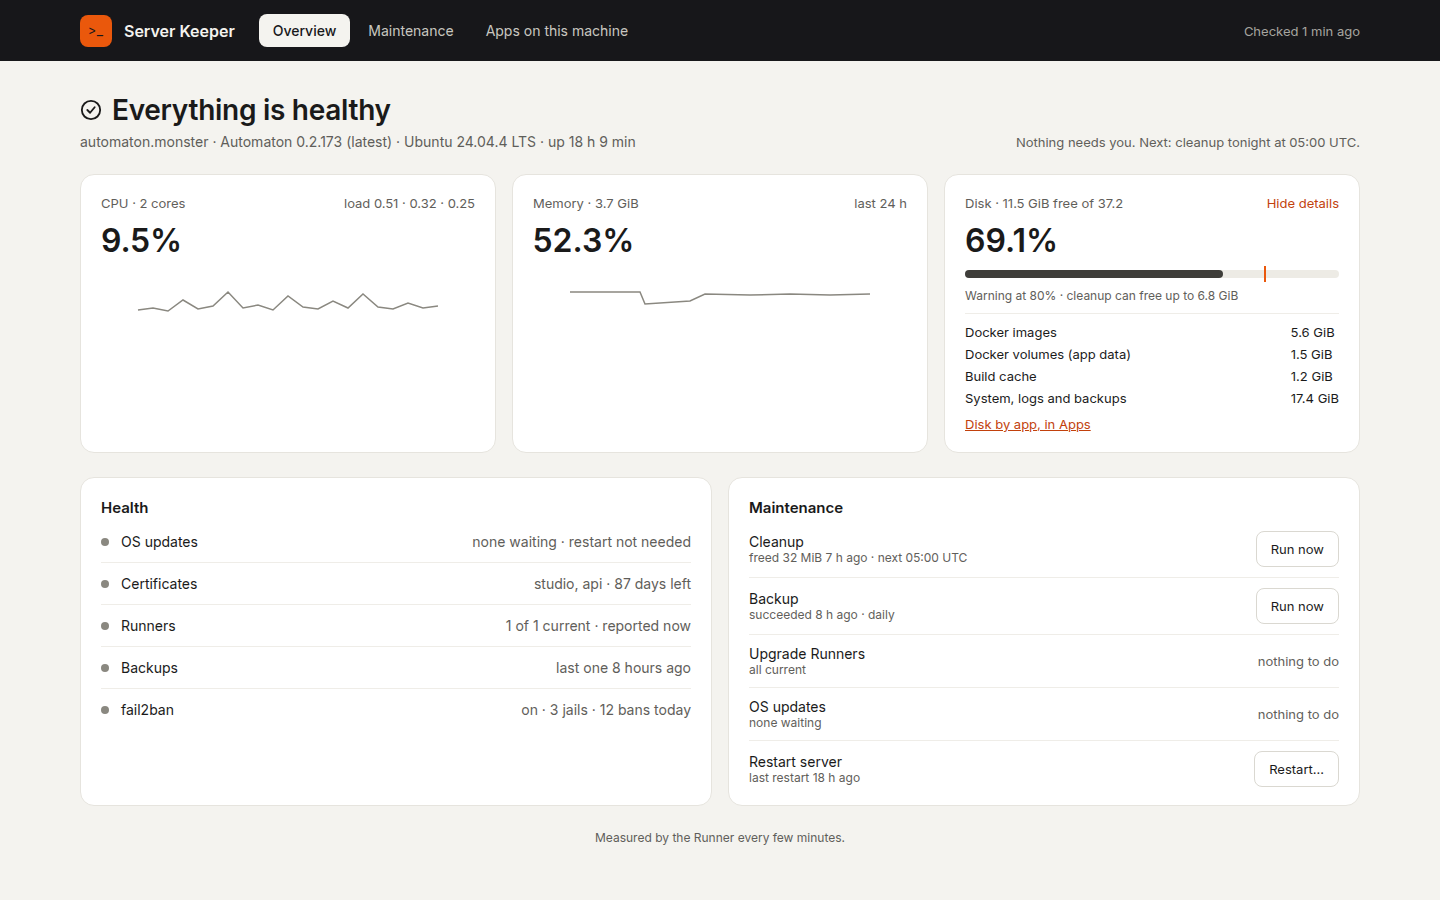 >_ Server Keeper Overview Maintenance Apps on this machine Checked 1 min ago
Everything is healthy
automaton.monster · Automaton 0.2.173 (latest) · Ubuntu 24.04.4 LTS · up 18 h 9 min
Nothing needs you. Next: cleanup tonight at 05:00 UTC.
CPU · 2 cores load 0.51 · 0.32 · 0.25
9.5%
Memory · 3.7 GiB last 24 h
52.3%
Disk · 11.5 GiB free of 37.2 Hide details
69.1%
Warning at 80% · cleanup can free up to 6.8 GiB
Docker images 5.6 GiB
Docker volumes (app data) 1.5 GiB
Build cache 1.2 GiB
System, logs and backups 17.4 GiB
Disk by app, in Apps
Health
OS updates none waiting · restart not needed
Certificates studio, api · 87 days left
Runners 1 of 1 current · reported now
Backups last one 8 hours ago
fail2ban on · 3 jails · 12 bans today
Maintenance
Cleanup
freed 32 MiB 7 h ago · next 05:00 UTC
Run now
Backup
succeeded 8 h ago · daily
Run now
Upgrade Runners
all current
nothing to do
OS updates
none waiting
nothing to do
Restart server
last restart 18 h ago
Restart...
Measured by the Runner every few minutes.